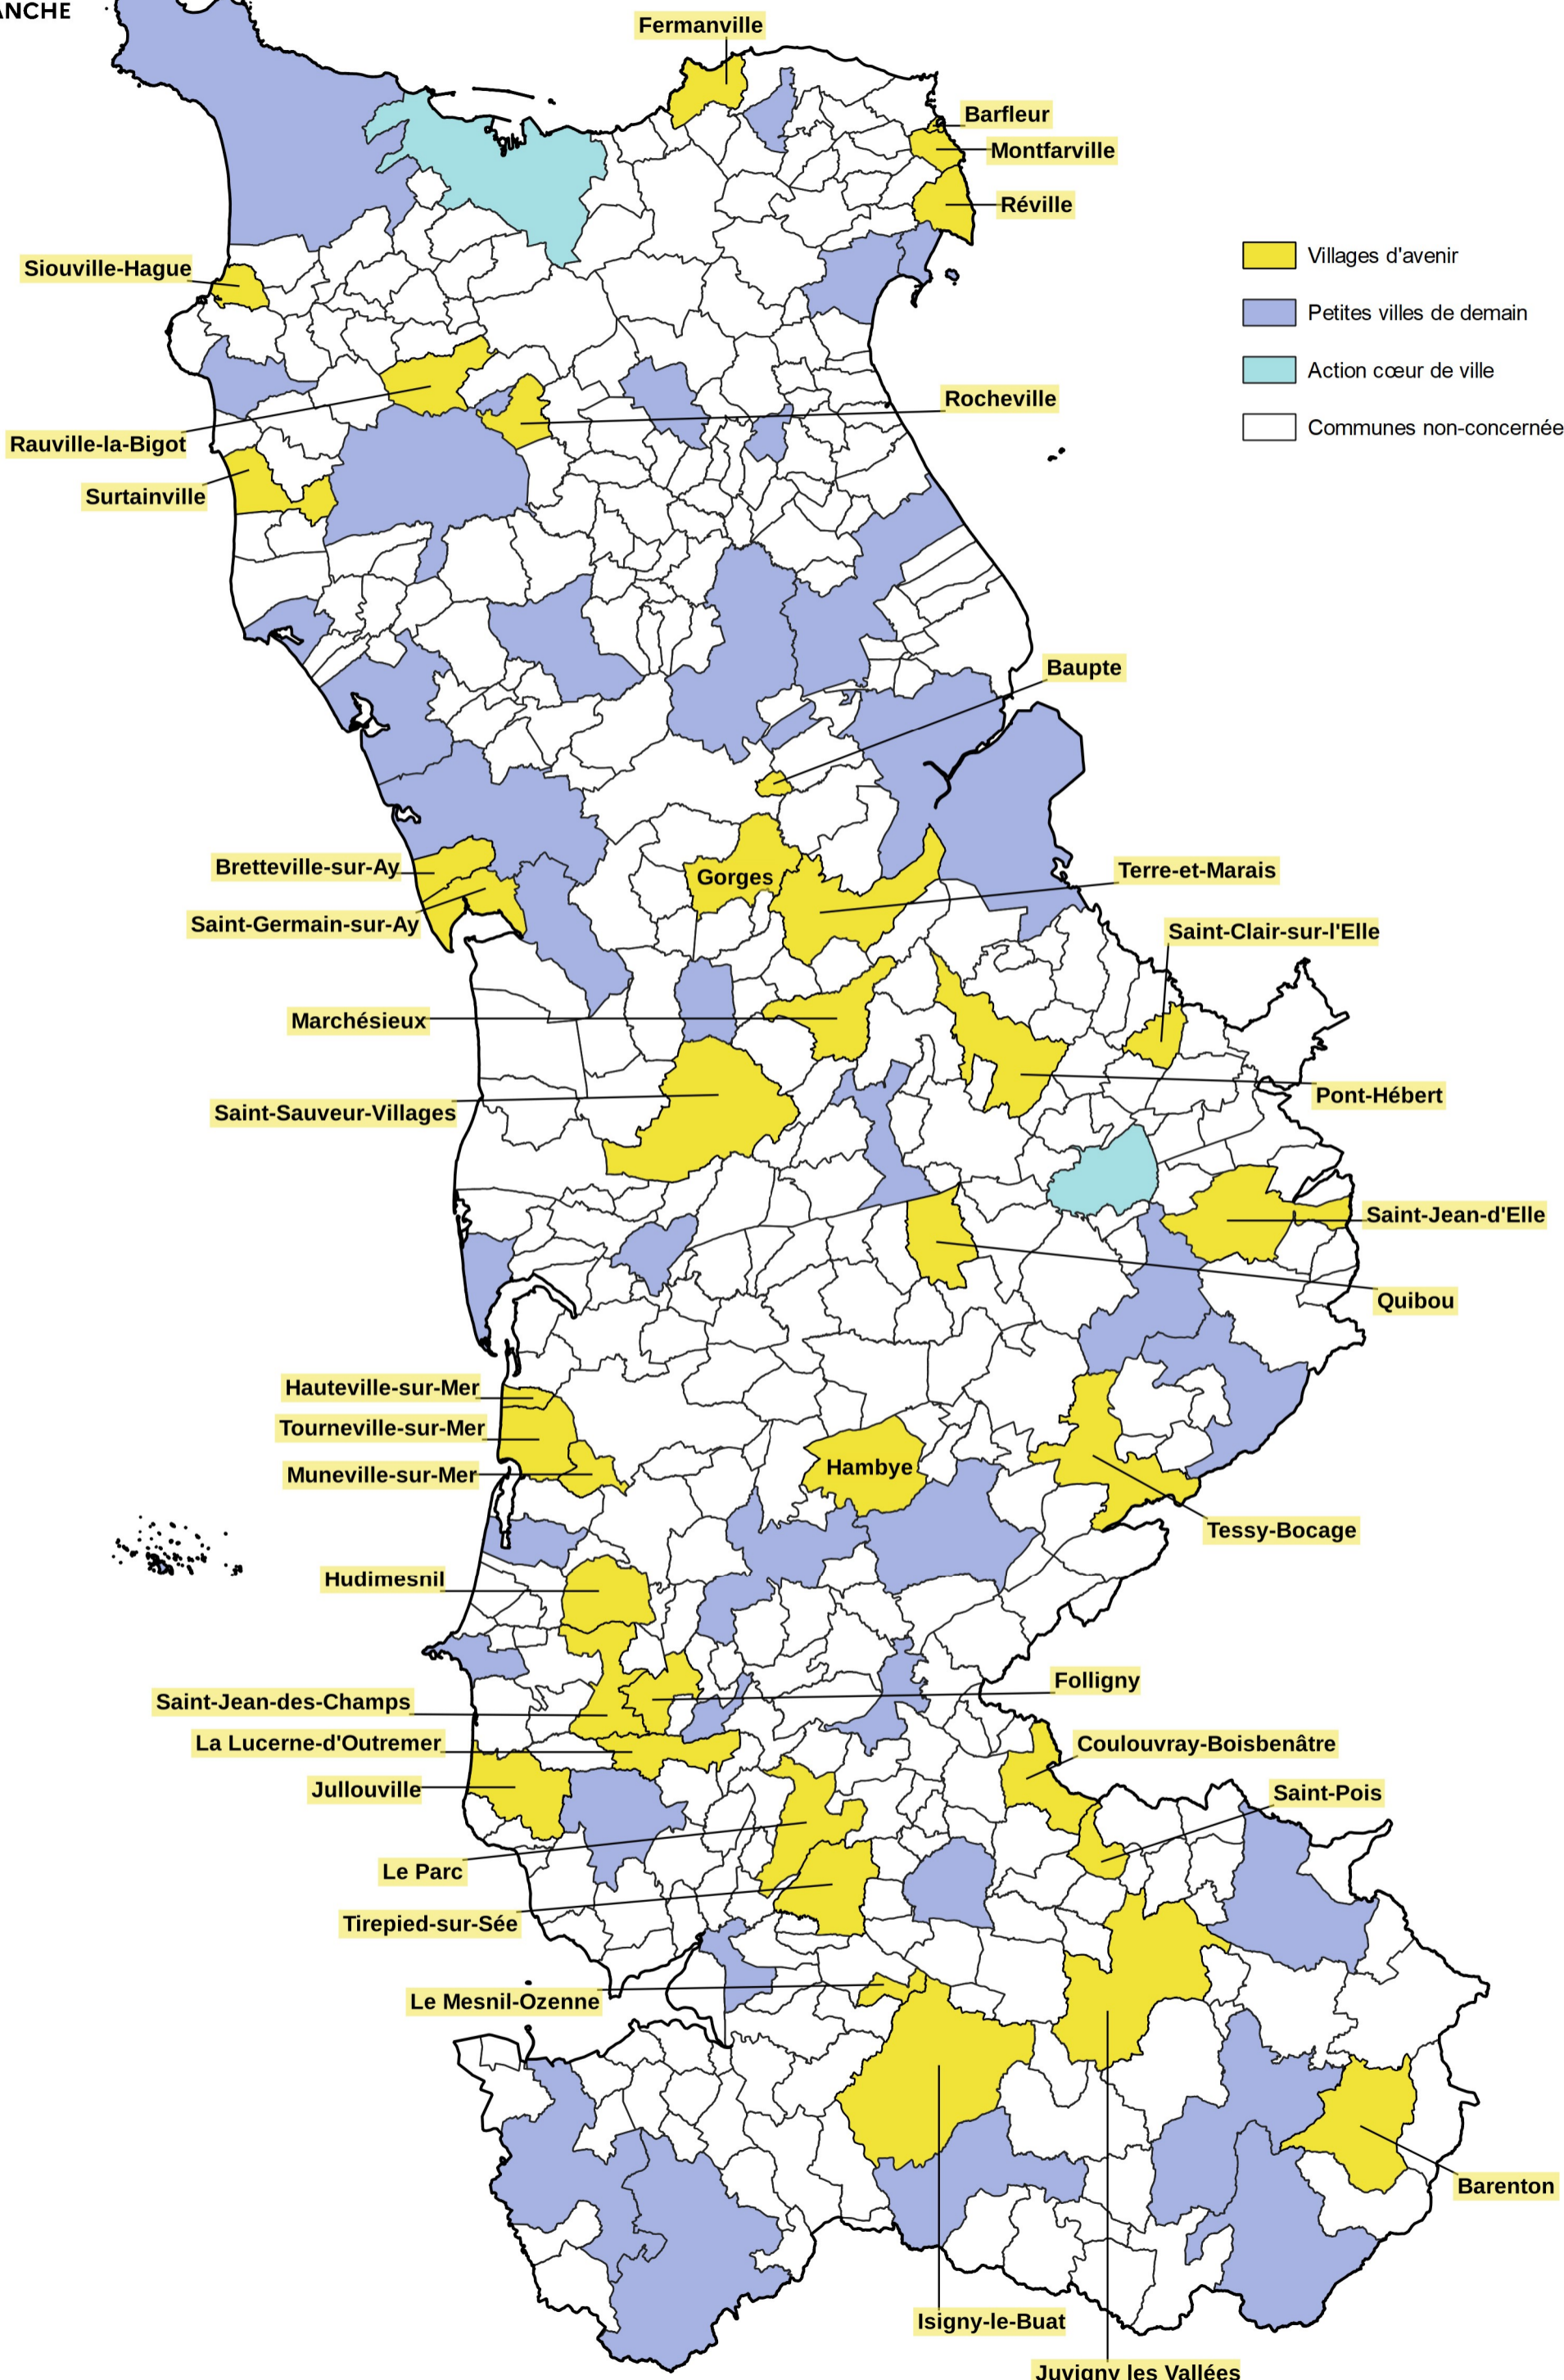 ANCHE
Fermanville
Barfleur
Montfarville
Réville
Siouville-Hague
Villages d'avenir
Petites villes de demain
Action cœur de ville
Communes non-concernée
Rocheville
Rauville-la-Bigot
Surtainville
Baupte
Bretteville-sur-Ay
Gorges
Terre-et-Marais
Saint-Germain-sur-Ay
Saint-Clair-sur-l'Elle
Marchésieux
Pont-Hébert
Saint-Sauveur-Villages
Saint-Jean-d'Elle
Quibou
Hauteville-sur-Mer
Tourneville-sur-Mer
Muneville-sur-Mer
Hambye
Tessy-Bocage
Hudimesnil
Folligny
Saint-Jean-des-Champs
La Lucerne-d'Outremer
Coulouvray-Boisbenâtre
Jullouville
Saint-Pois
Le Parc
Tirepied-sur-Sée
Le Mesnil-Ozenne
Barenton
Isigny-le-Buat
Juvigny les Vallées